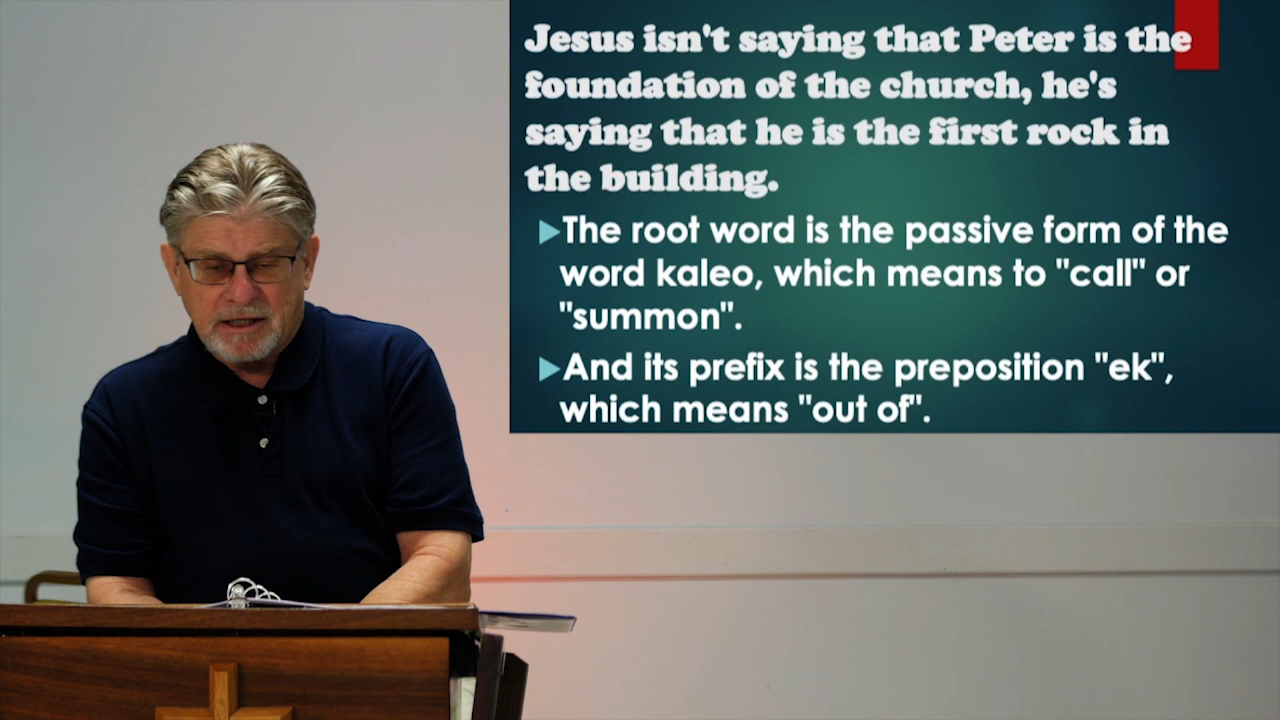 Jesus isn't saying that Peter is the
foundation of the church, he's
saying that he is the first rock in
the building.
The root word is the passive form of the
word kaleo, which means to "call" or
"summon".
And its prefix is the preposition "ek",
which means "out of".